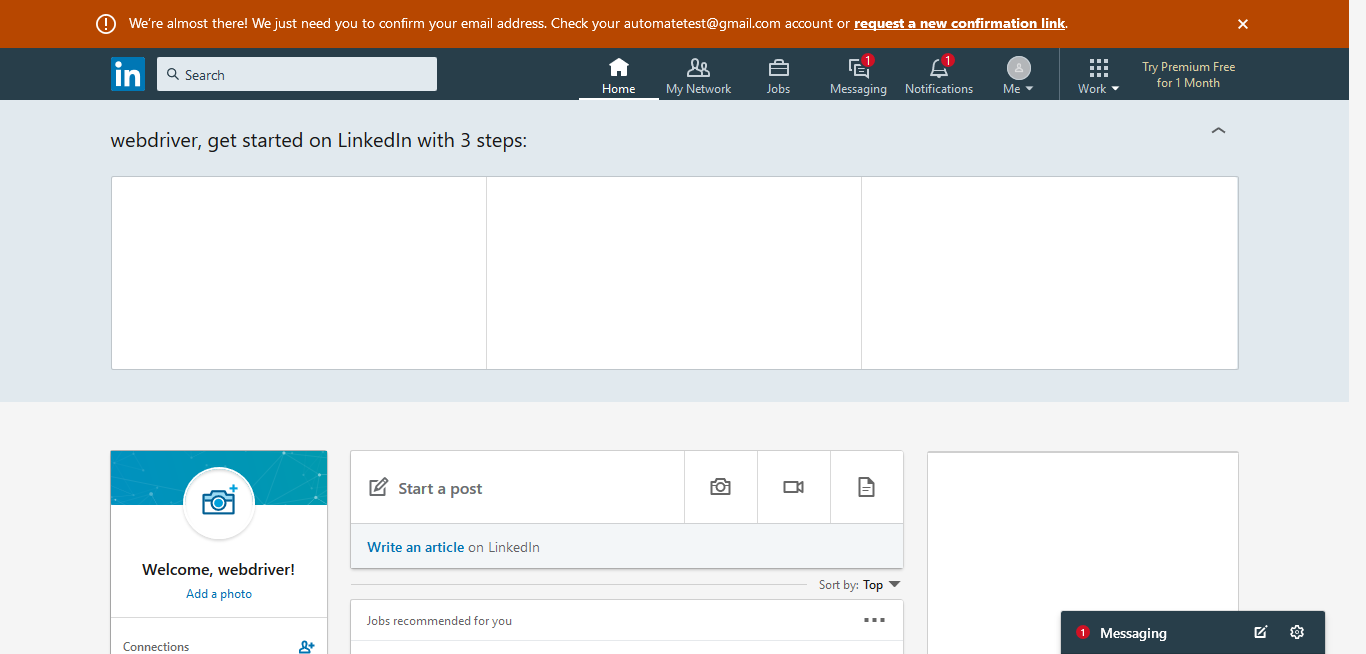 We're almost there! We just need you to confirm your email address. Check your automatetest@gmail.com account or request a new confirmation link.
in
Search
Home
My Network
Jobs
1
Messaging
1
Notifications
Me
Work
Try Premium Free
for 1 Month
webdriver, get started on LinkedIn with 3 steps:
Start a post
Write an article on LinkedIn
Welcome, webdriver!
Add a photo
Sort by: Top
Jobs recommended for you
Connections
1
Messaging